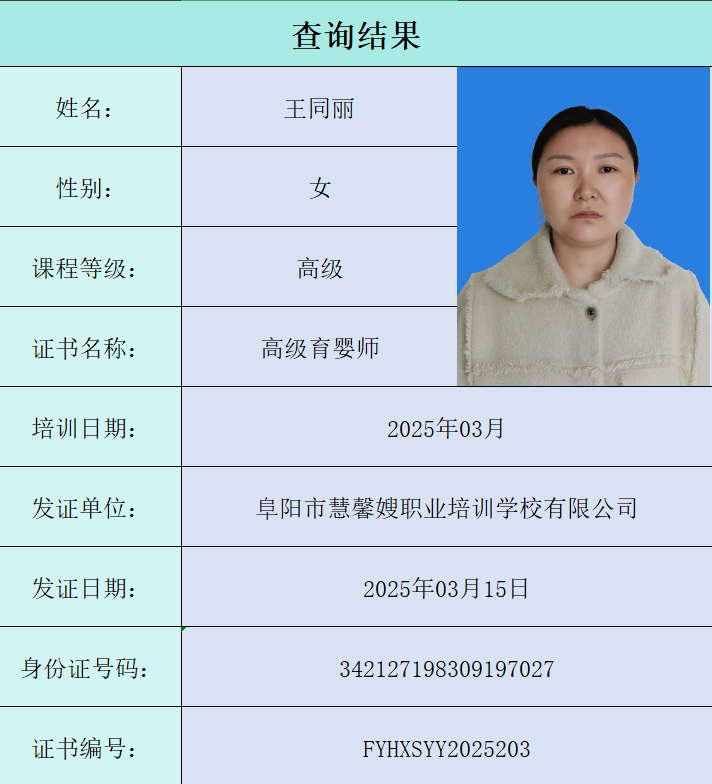 查询结果
姓名： 王同丽
性别： 女
课程等级： 高级
证书名称： 高级育婴师
培训日期： 2025年03月
发证单位： 阜阳市慧馨嫂职业培训学校有限公司
发证日期： 2025年03月15日
身份证号码： 342127198309197027
证书编号： FYHXSYY2025203